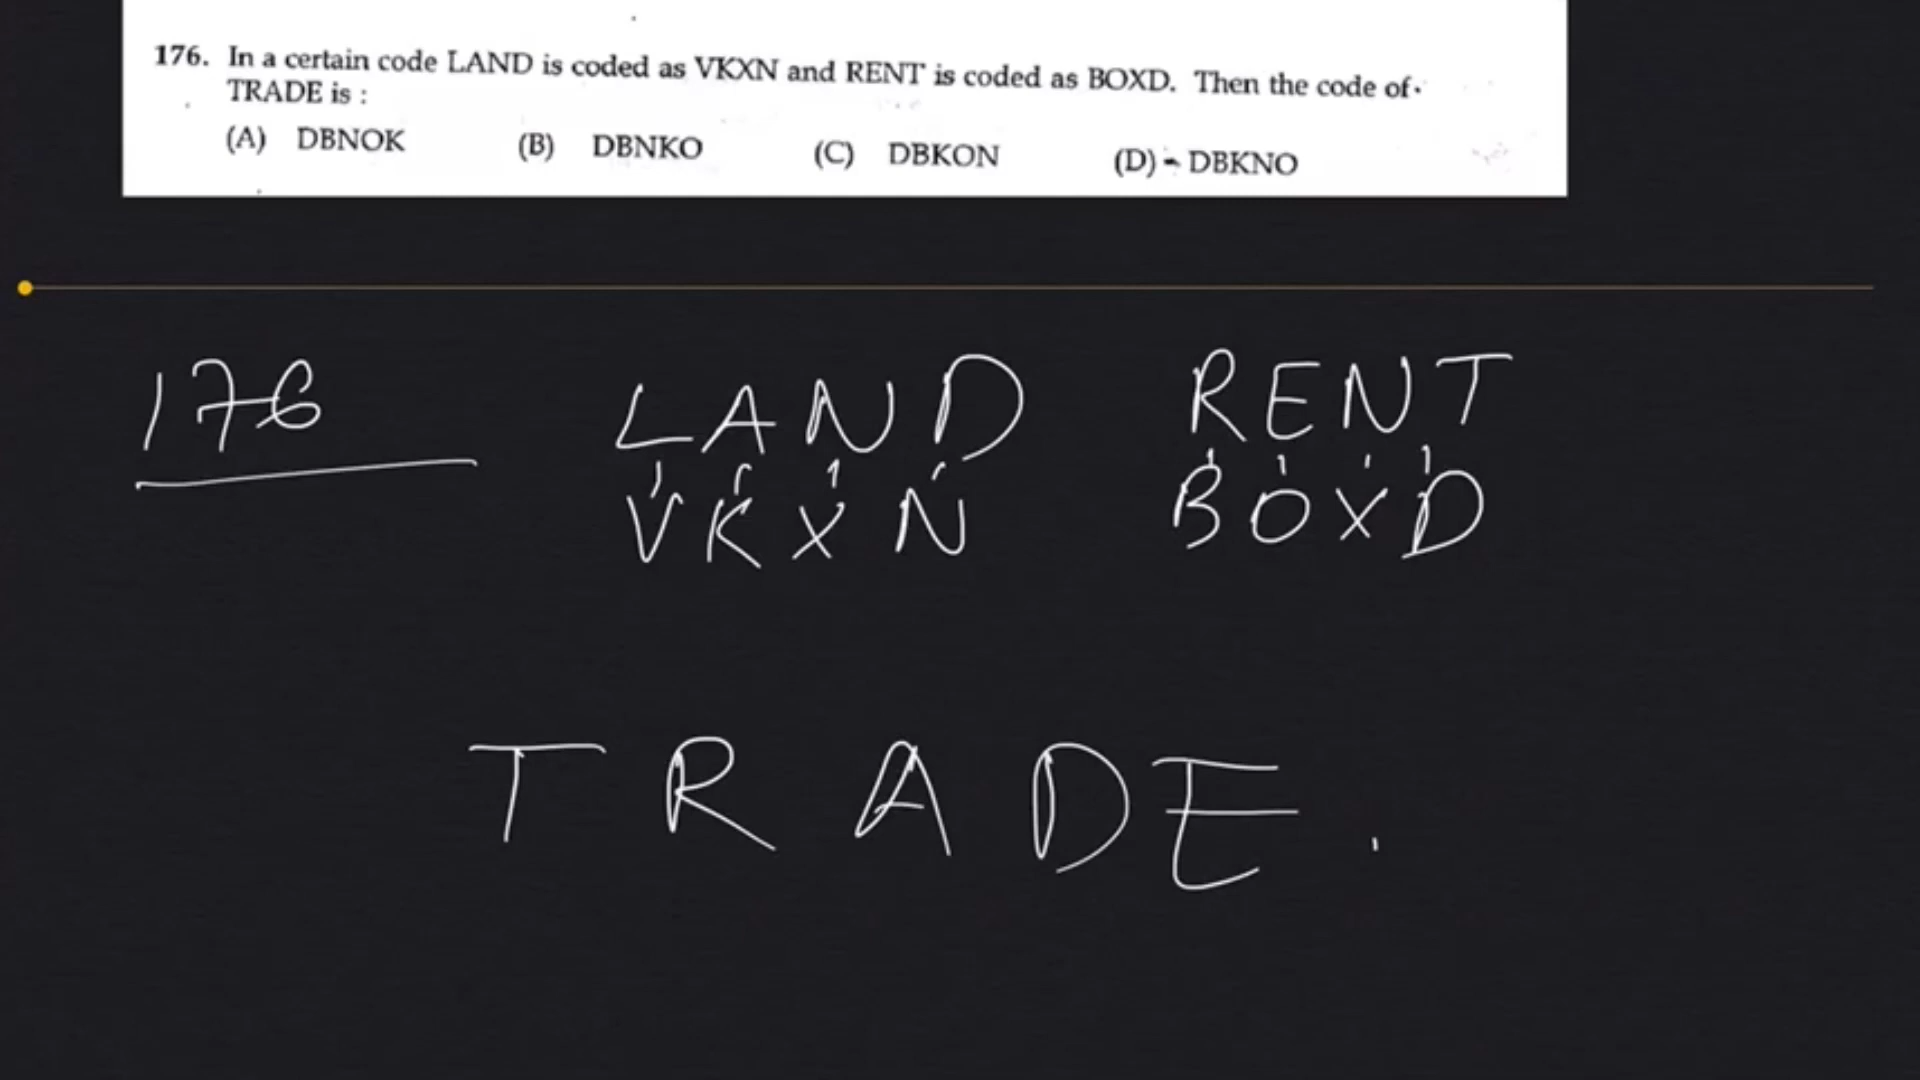 176. In a certain code LAND is coded as VKXN and RENT is coded as BOXD. Then the code of
TRADE is :
(A) DBNOK (B) DBNKO (C) DBKON (D) DBKNO
176 LAND RENT
VKXN BOXD
TRADE.